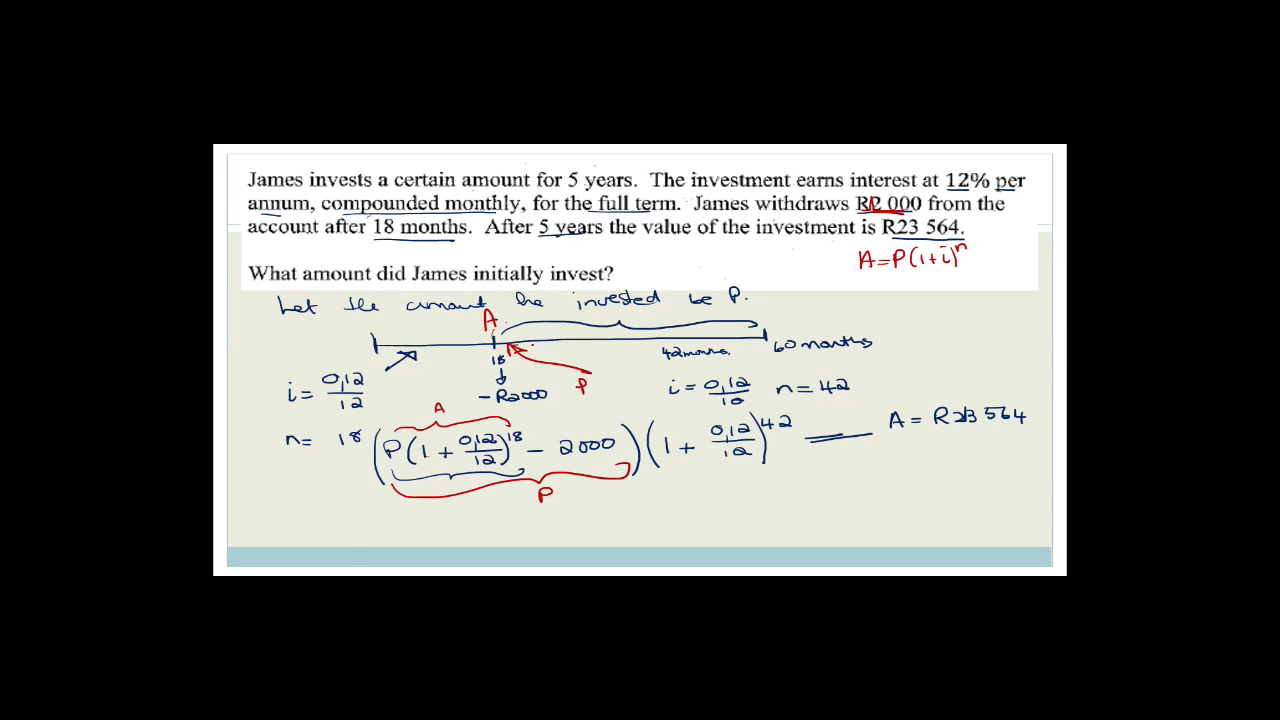 James invests a certain amount for 5 years. The investment earns interest at 12% per
annum, compounded monthly, for the full term. James withdraws R2 000 from the
account after 18 months. After 5 years the value of the investment is R23 564.
A=P(1+i)^n
What amount did James initially invest?
Let the amount he invested be P.
A
18
42 months.
60 months
i = 0,12/12
-R2000
P
i = 0,12/12 n = 42
A
A = R23 564
n = 18
(P(1 + 0,12/12)^18 - 2000)(1 + 0,12/12)^42
P